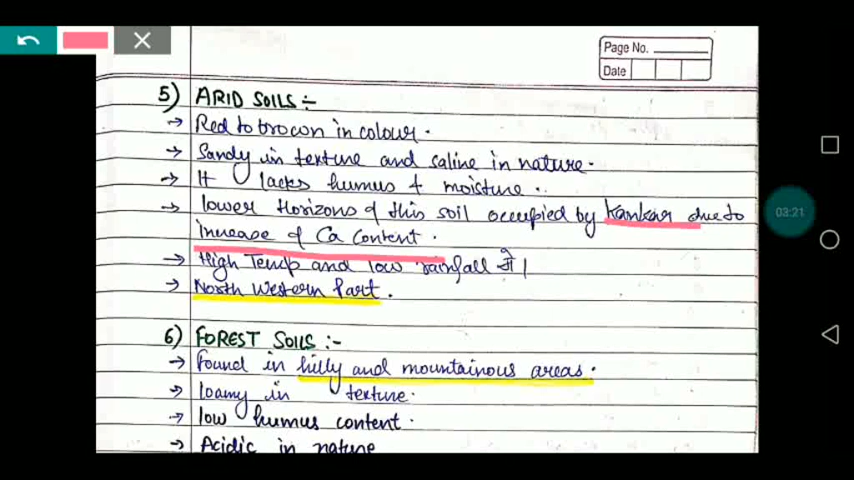 Page No.
Date
5) ARID SOILS :-
→ Red to brown in colour.
→ Sandy in texture and saline in nature.
→ It lacks humus & moisture..
→ lower Horizons of this soil occupied by Kankar due to
increase of Ca content.
→ High Temp and low rainfall में।
→ North Western Part.
03:21
6) FOREST SOILS :-
→ Found in hilly and mountainous areas.
→ loamy in texture.
→ low humus content.
→ Acidic in nature